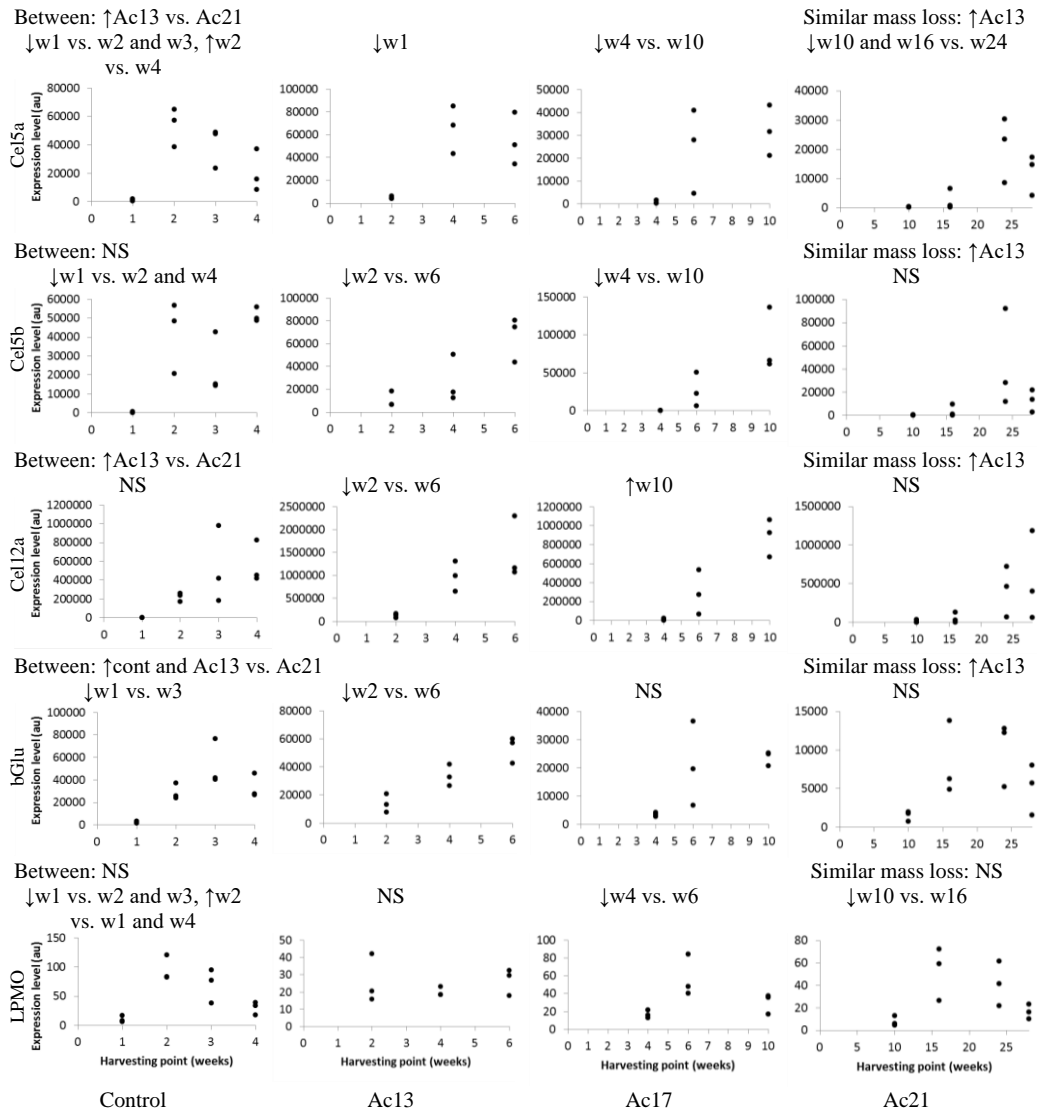 Between: ↑Ac13 vs. Ac21 Similar mass loss: ↑Ac13
↓w1 vs. w2 and w3, ↑w2 ↓w1 ↓w4 vs. w10 ↓w10 and w16 vs. w24
vs. w4
Cel5a
Expression level (au)
80000 60000 40000 20000 0
0 1 2 3 4
100000 80000 60000 40000 20000 0
0 1 2 3 4 5 6
50000 40000 30000 20000 10000 0
0 1 2 3 4 5 6 7 8 9 10
40000 30000 20000 10000 0
0 5 10 15 20 25
Between: NS Similar mass loss: ↑Ac13
↓w1 vs. w2 and w4 ↓w2 vs. w6 ↓w4 vs. w10 NS
Cel5b
Expression level (au)
60000 50000 40000 30000 20000 10000 0
0 1 2 3 4
100000 80000 60000 40000 20000 0
0 1 2 3 4 5 6
150000 100000 50000 0
0 1 2 3 4 5 6 7 8 9 10
100000 80000 60000 40000 20000 0
0 5 10 15 20 25
Between: ↑Ac13 vs. Ac21 Similar mass loss: ↑Ac13
NS ↓w2 vs. w6 ↑w10 NS
Cel12a
Expression level (au)
1200000 1000000 800000 600000 400000 200000 0
0 1 2 3 4
2500000 2000000 1500000 1000000 500000 0
0 1 2 3 4 5 6
1200000 1000000 800000 600000 400000 200000 0
0 1 2 3 4 5 6 7 8 9 10
1500000 1000000 500000 0
0 5 10 15 20 25
Between: ↑cont and Ac13 vs. Ac21 Similar mass loss: ↑Ac13
↓w1 vs. w3 ↓w2 vs. w6 NS NS
bGlu
Expression level (au)
100000 80000 60000 40000 20000 0
0 1 2 3 4
80000 60000 40000 20000 0
0 1 2 3 4 5 6
40000 30000 20000 10000 0
0 1 2 3 4 5 6 7 8 9 10
15000 10000 5000 0
0 5 10 15 20 25
Between: NS Similar mass loss: NS
↓w1 vs. w2 and w3, ↑w2 NS ↓w4 vs. w6 ↓w10 vs. w16
vs. w1 and w4
LPMO
Expression level (au)
150 100 50 0
0 1 2 3 4
50 40 30 20 10 0
0 1 2 3 4 5 6
100 80 60 40 20 0
0 1 2 3 4 5 6 7 8 9 10
80 60 40 20 0
0 5 10 15 20 25
Harvesting point (weeks) Harvesting point (weeks) Harvesting point (weeks) Harvesting point (weeks)
Control Ac13 Ac17 Ac21